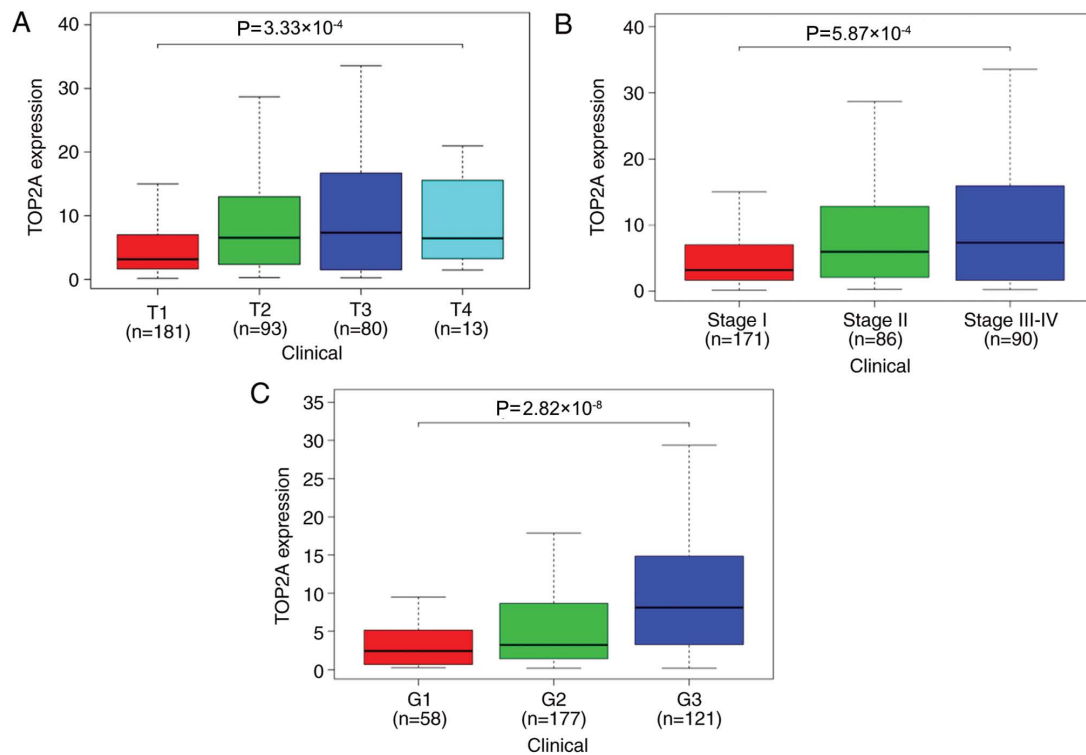 A
P=3.33×10⁻⁴
TOP2A expression
40
30
20
10
0
T1 T2 T3 T4
(n=181) (n=93) (n=80) (n=13)
Clinical
B
P=5.87×10⁻⁴
TOP2A expression
40
30
20
10
0
Stage I Stage II Stage III-IV
(n=171) (n=86) (n=90)
Clinical
C
P=2.82×10⁻⁸
TOP2A expression
35
30
25
20
15
10
5
0
G1 G2 G3
(n=58) (n=177) (n=121)
Clinical